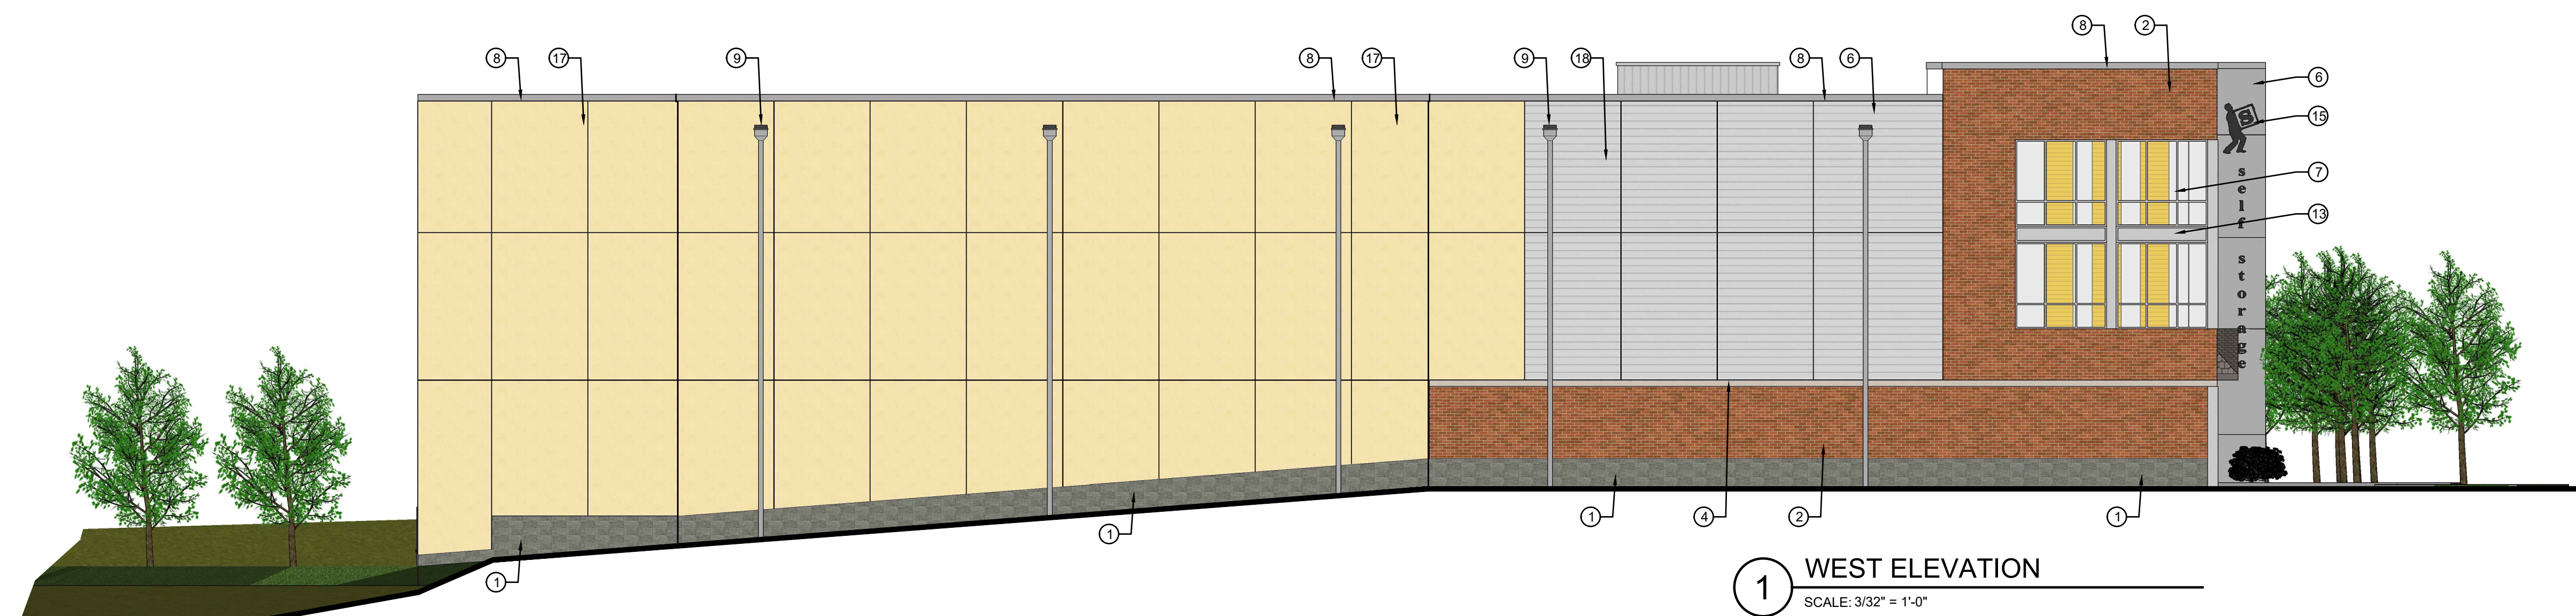 8 2
8 17 9 8 17 9 18 8 6
6
S
15
7
self
13
storage
1 4 2 1
1
1
1 WEST ELEVATION
SCALE: 3/32" = 1'-0"